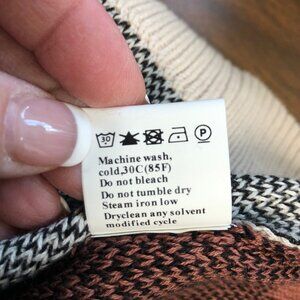 30
P
Machine wash,
cold,30C(85F)
Do not bleach
Do not tumble dry
Steam iron low
Dryclean any solvent
modified cycle